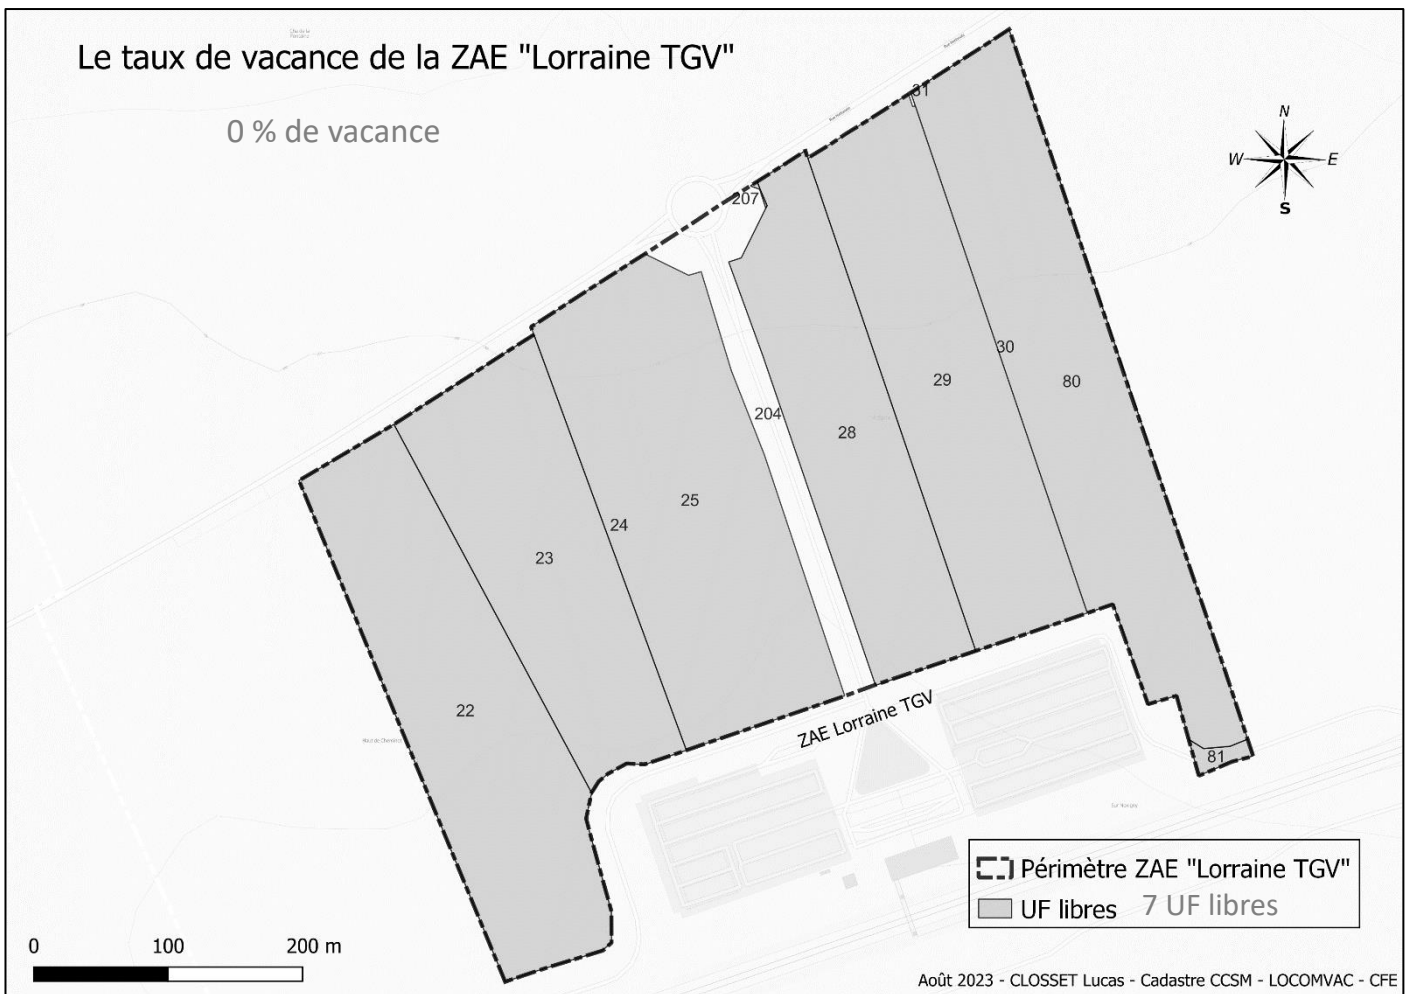 Le taux de vacance de la ZAE "Lorraine TGV"
0 % de vacance
N
W
E
S
31
207
30
29
80
204
28
25
24
23
22
ZAE Lorraine TGV
81
Périmètre ZAE "Lorraine TGV"
UF libres
7 UF libres
0
100
200 m
Août 2023 - CLOSSET Lucas - Cadastre CCSM - LOCOMVAC - CFE